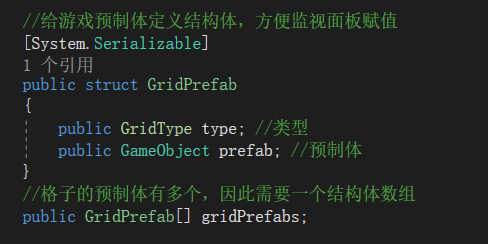 //给游戏预制体定义结构体，方便监视面板赋值
[System.Serializable]
1 个引用
public struct GridPrefab
{
public GridType type; //类型
public GameObject prefab; //预制体
}
//格子的预制体有多个，因此需要一个结构体数组
public GridPrefab[] gridPrefabs;